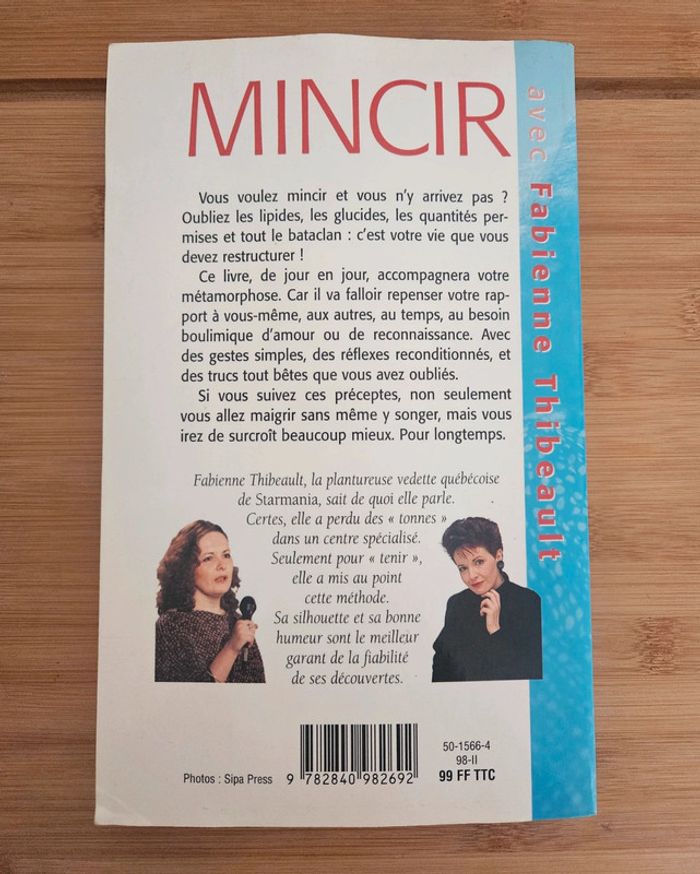 MINCIR
avec Fabienne Thibeault
Vous voulez mincir et vous n'y arrivez pas ?
Oubliez les lipides, les glucides, les quantités per-
mises et tout le bataclan : c'est votre vie que vous
devez restructurer !
Ce livre, de jour en jour, accompagnera votre
métamorphose. Car il va falloir repenser votre rap-
port à vous-même, aux autres, au temps, au besoin
boulimique d'amour ou de reconnaissance. Avec
des gestes simples, des réflexes reconditionnés, et
des trucs tout bêtes que vous avez oubliés.
Si vous suivez ces préceptes, non seulement
vous allez maigrir sans même y songer, mais vous
irez de surcroît beaucoup mieux. Pour longtemps.
Fabienne Thibeault, la plantureuse vedette québécoise
de Starmania, sait de quoi elle parle.
Certes, elle a perdu des « tonnes »
dans un centre spécialisé.
Seulement pour « tenir »,
elle a mis au point
cette méthode.
Sa silhouette et sa bonne
humeur sont le meilleur
garant de la fiabilité
de ses découvertes.
Photos : Sipa Press
9 782840 982692
50-1566-4
98-II
99 FF TTC